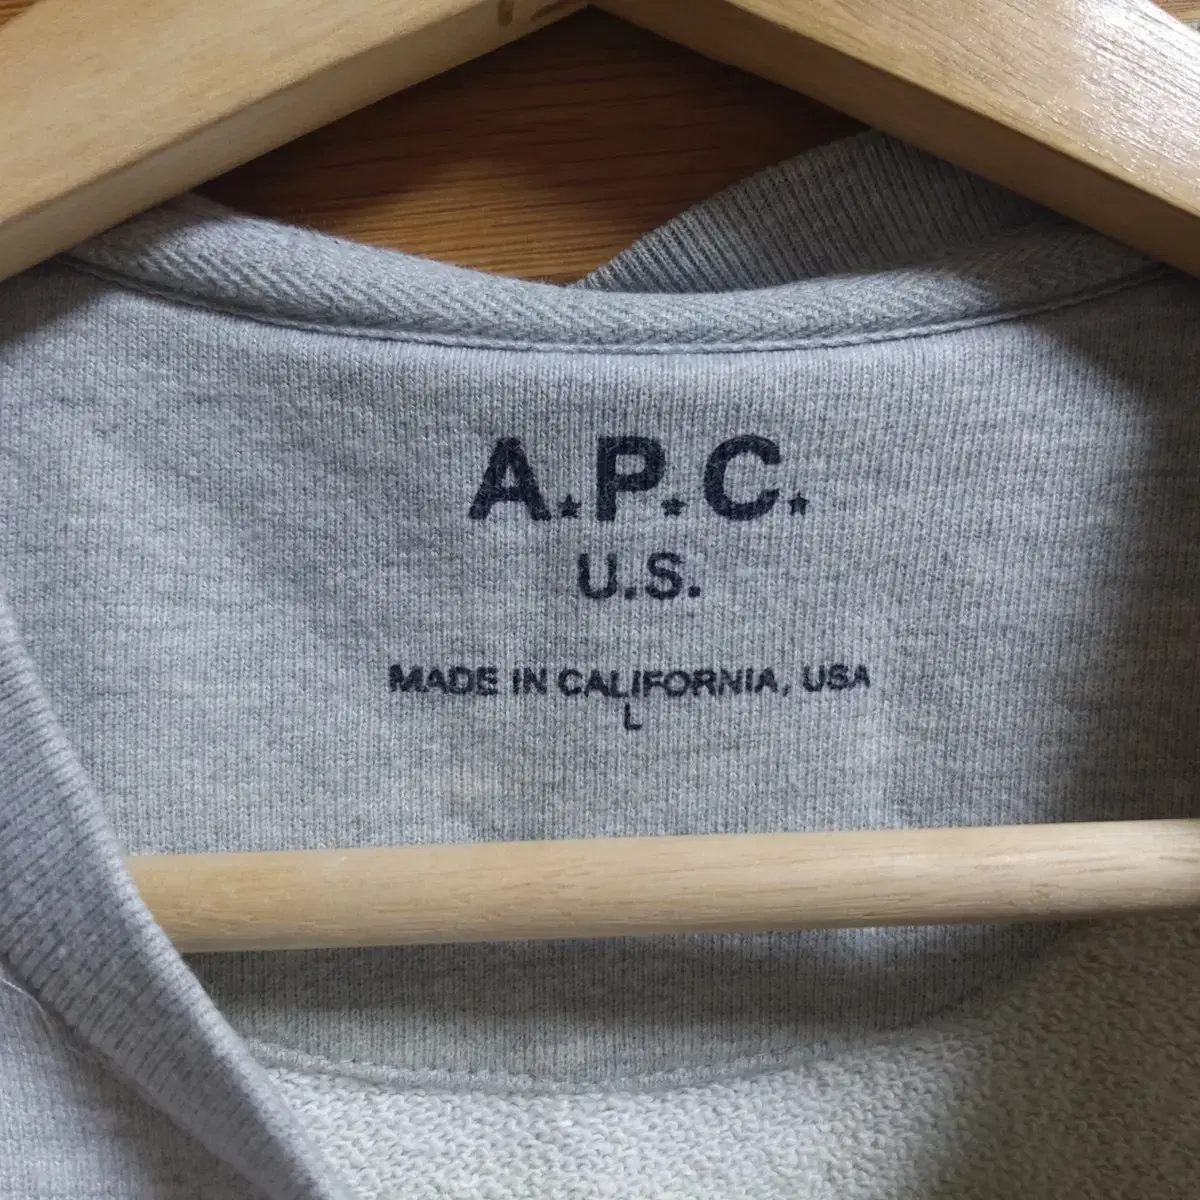 A.P.C.
U.S.
MADE IN CALIFORNIA, USA
L